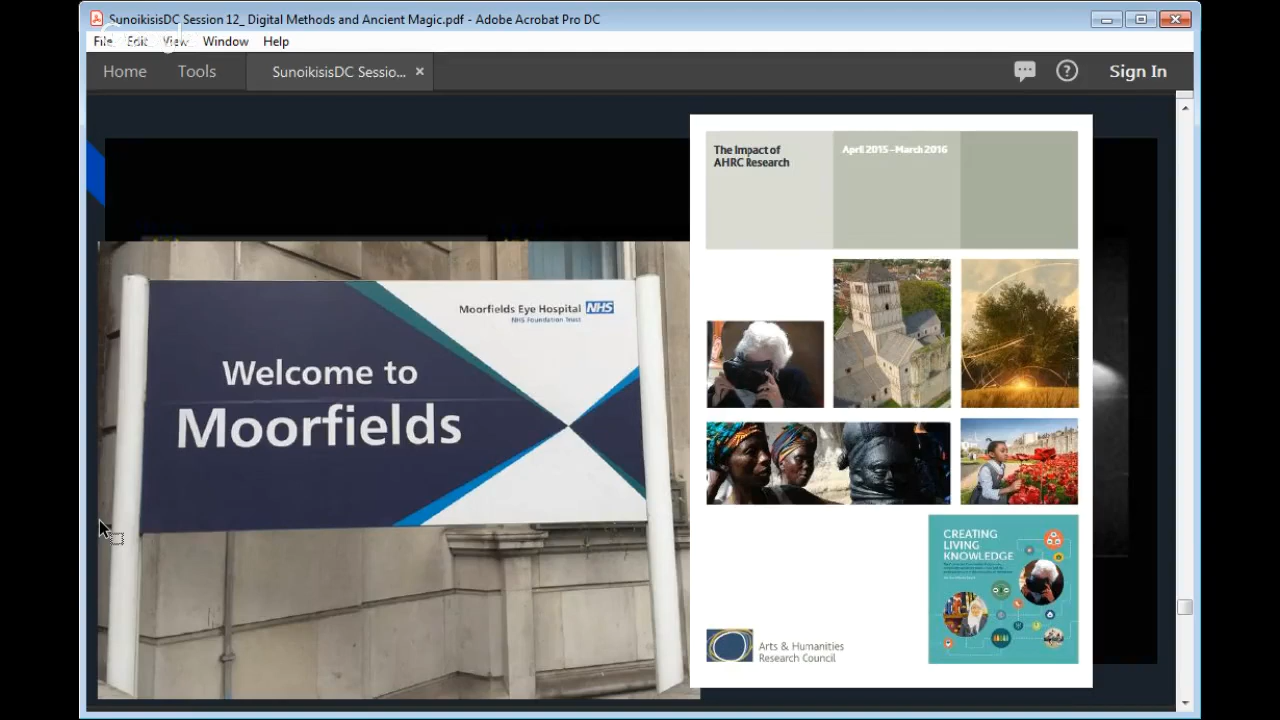 SunoikisisDC Session 12_ Digital Methods and Ancient Magic.pdf - Adobe Acrobat Pro DC
Google
File Edit View Window Help
Home Tools SunoikisisDC Sessio... × Sign In
Moorfields Eye Hospital NHS
NHS Foundation Trust
Welcome to
Moorfields
The Impact of
AHRC Research
April 2015 – March 2016
CREATING
LIVING
KNOWLEDGE
Arts & Humanities
Research Council